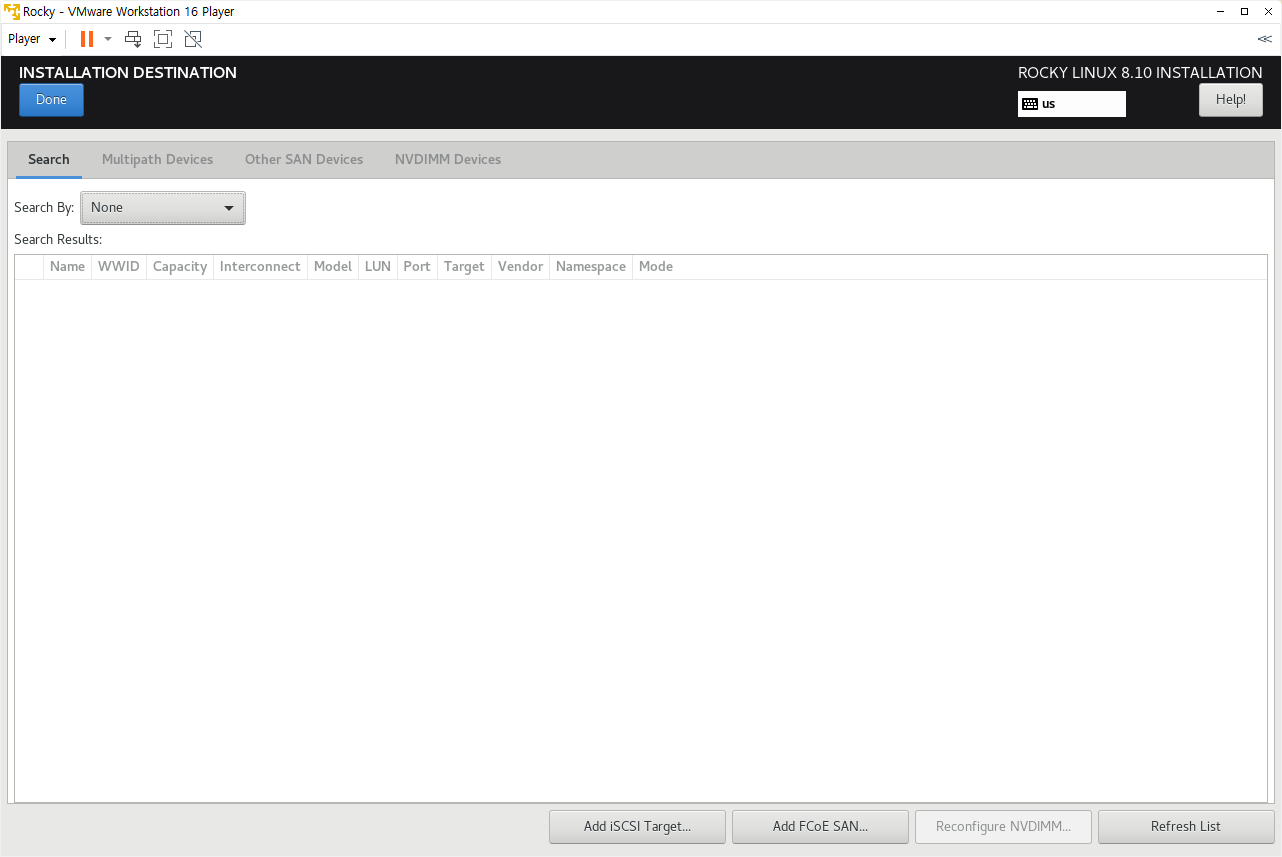 Rocky - VMware Workstation 16 Player
Player
INSTALLATION DESTINATION
ROCKY LINUX 8.10 INSTALLATION
Done
us
Help!
Search Multipath Devices Other SAN Devices NVDIMM Devices
Search By: None
Search Results:
Name WWID Capacity Interconnect Model LUN Port Target Vendor Namespace Mode
Add iSCSI Target... Add FCoE SAN... Reconfigure NVDIMM... Refresh List